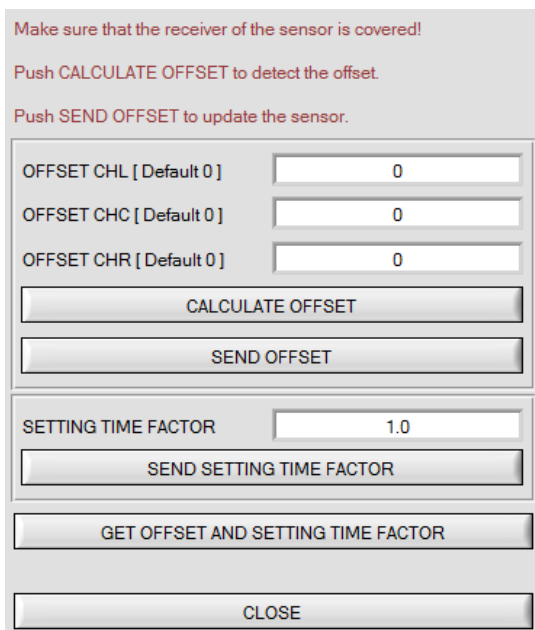 Make sure that the receiver of the sensor is covered!
Push CALCULATE OFFSET to detect the offset.
Push SEND OFFSET to update the sensor.
OFFSET CHL [ Default 0 ] 0
OFFSET CHC [ Default 0 ] 0
OFFSET CHR [ Default 0 ] 0
CALCULATE OFFSET
SEND OFFSET
SETTING TIME FACTOR 1.0
SEND SETTING TIME FACTOR
GET OFFSET AND SETTING TIME FACTOR
CLOSE